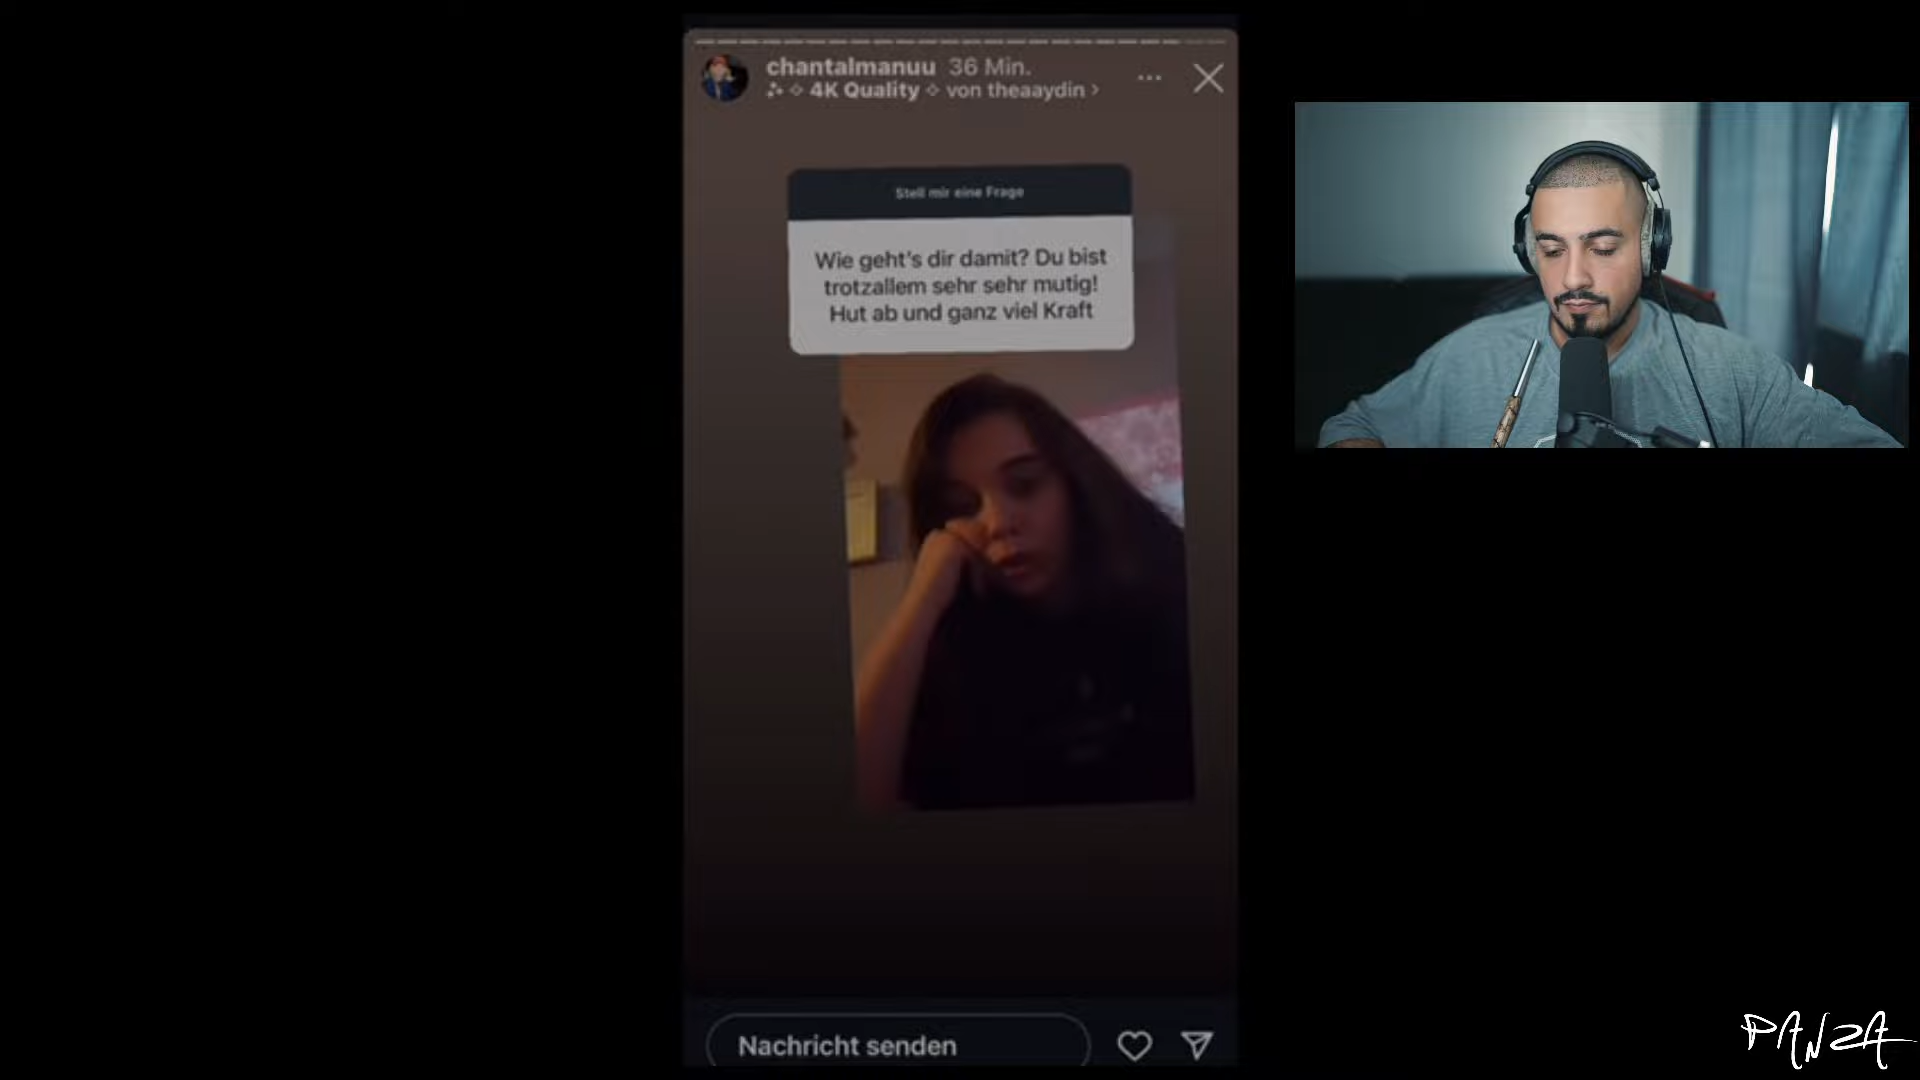 chantalmanuu 36 Min.
4K Quality ✧ von theaaydin >
Stell mir eine Frage
Wie geht's dir damit? Du bist
trotzallem sehr sehr mutig!
Hut ab und ganz viel Kraft
Nachricht senden
PANZA